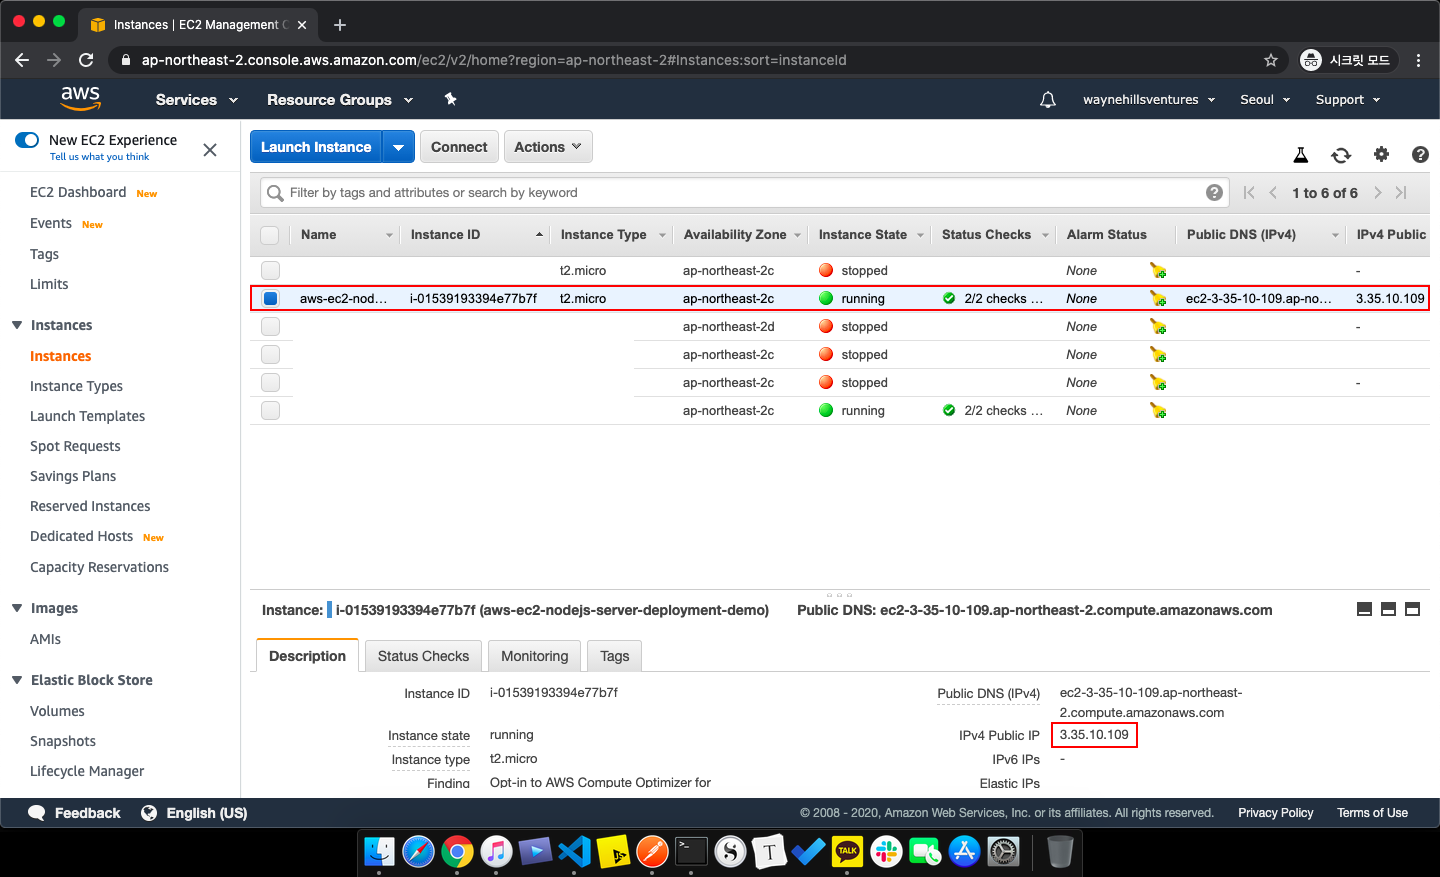 Instances | EC2 Management C
ap-northeast-2.console.aws.amazon.com/ec2/v2/home?region=ap-northeast-2#Instances:sort=instanceId
시크릿 모드
aws Services Resource Groups waynehillsventures Seoul Support
New EC2 Experience
Tell us what you think
EC2 Dashboard New
Events New
Tags
Limits
Instances
Instances
Instance Types
Launch Templates
Spot Requests
Savings Plans
Reserved Instances
Dedicated Hosts New
Capacity Reservations
Images
AMIs
Elastic Block Store
Volumes
Snapshots
Lifecycle Manager
Launch Instance Connect Actions
Filter by tags and attributes or search by keyword
1 to 6 of 6
Name Instance ID Instance Type Availability Zone Instance State Status Checks Alarm Status Public DNS (IPv4) IPv4 Public
t2.micro ap-northeast-2c stopped None -
aws-ec2-nod... i-01539193394e77b7f t2.micro ap-northeast-2c running 2/2 checks ... None ec2-3-35-10-109.ap-no... 3.35.10.109
ap-northeast-2d stopped None -
ap-northeast-2c stopped None
ap-northeast-2c stopped None -
ap-northeast-2c running 2/2 checks ... None
Instance: i-01539193394e77b7f (aws-ec2-nodejs-server-deployment-demo) Public DNS: ec2-3-35-10-109.ap-northeast-2.compute.amazonaws.com
Description Status Checks Monitoring Tags
Instance ID i-01539193394e77b7f
Instance state running
Instance type t2.micro
Finding Opt-in to AWS Compute Optimizer for
Public DNS (IPv4) ec2-3-35-10-109.ap-northeast-
2.compute.amazonaws.com
IPv4 Public IP 3.35.10.109
IPv6 IPs -
Elastic IPs
Feedback English (US)
© 2008 - 2020, Amazon Web Services, Inc. or its affiliates. All rights reserved. Privacy Policy Terms of Use
JS
S
T
TALK